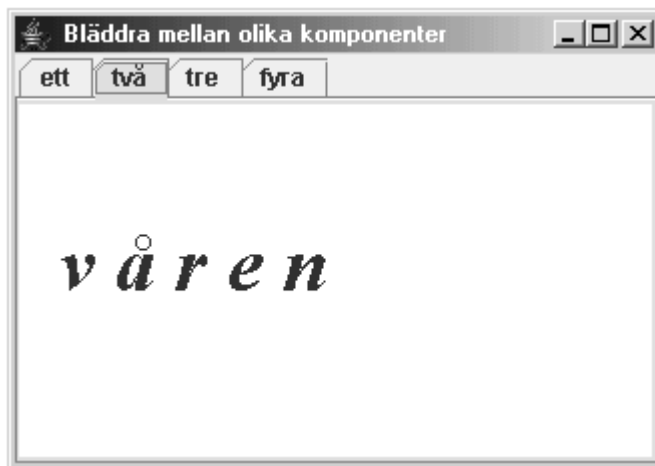 Bläddra mellan olika komponenter
ett två tre fyra
v å r e n